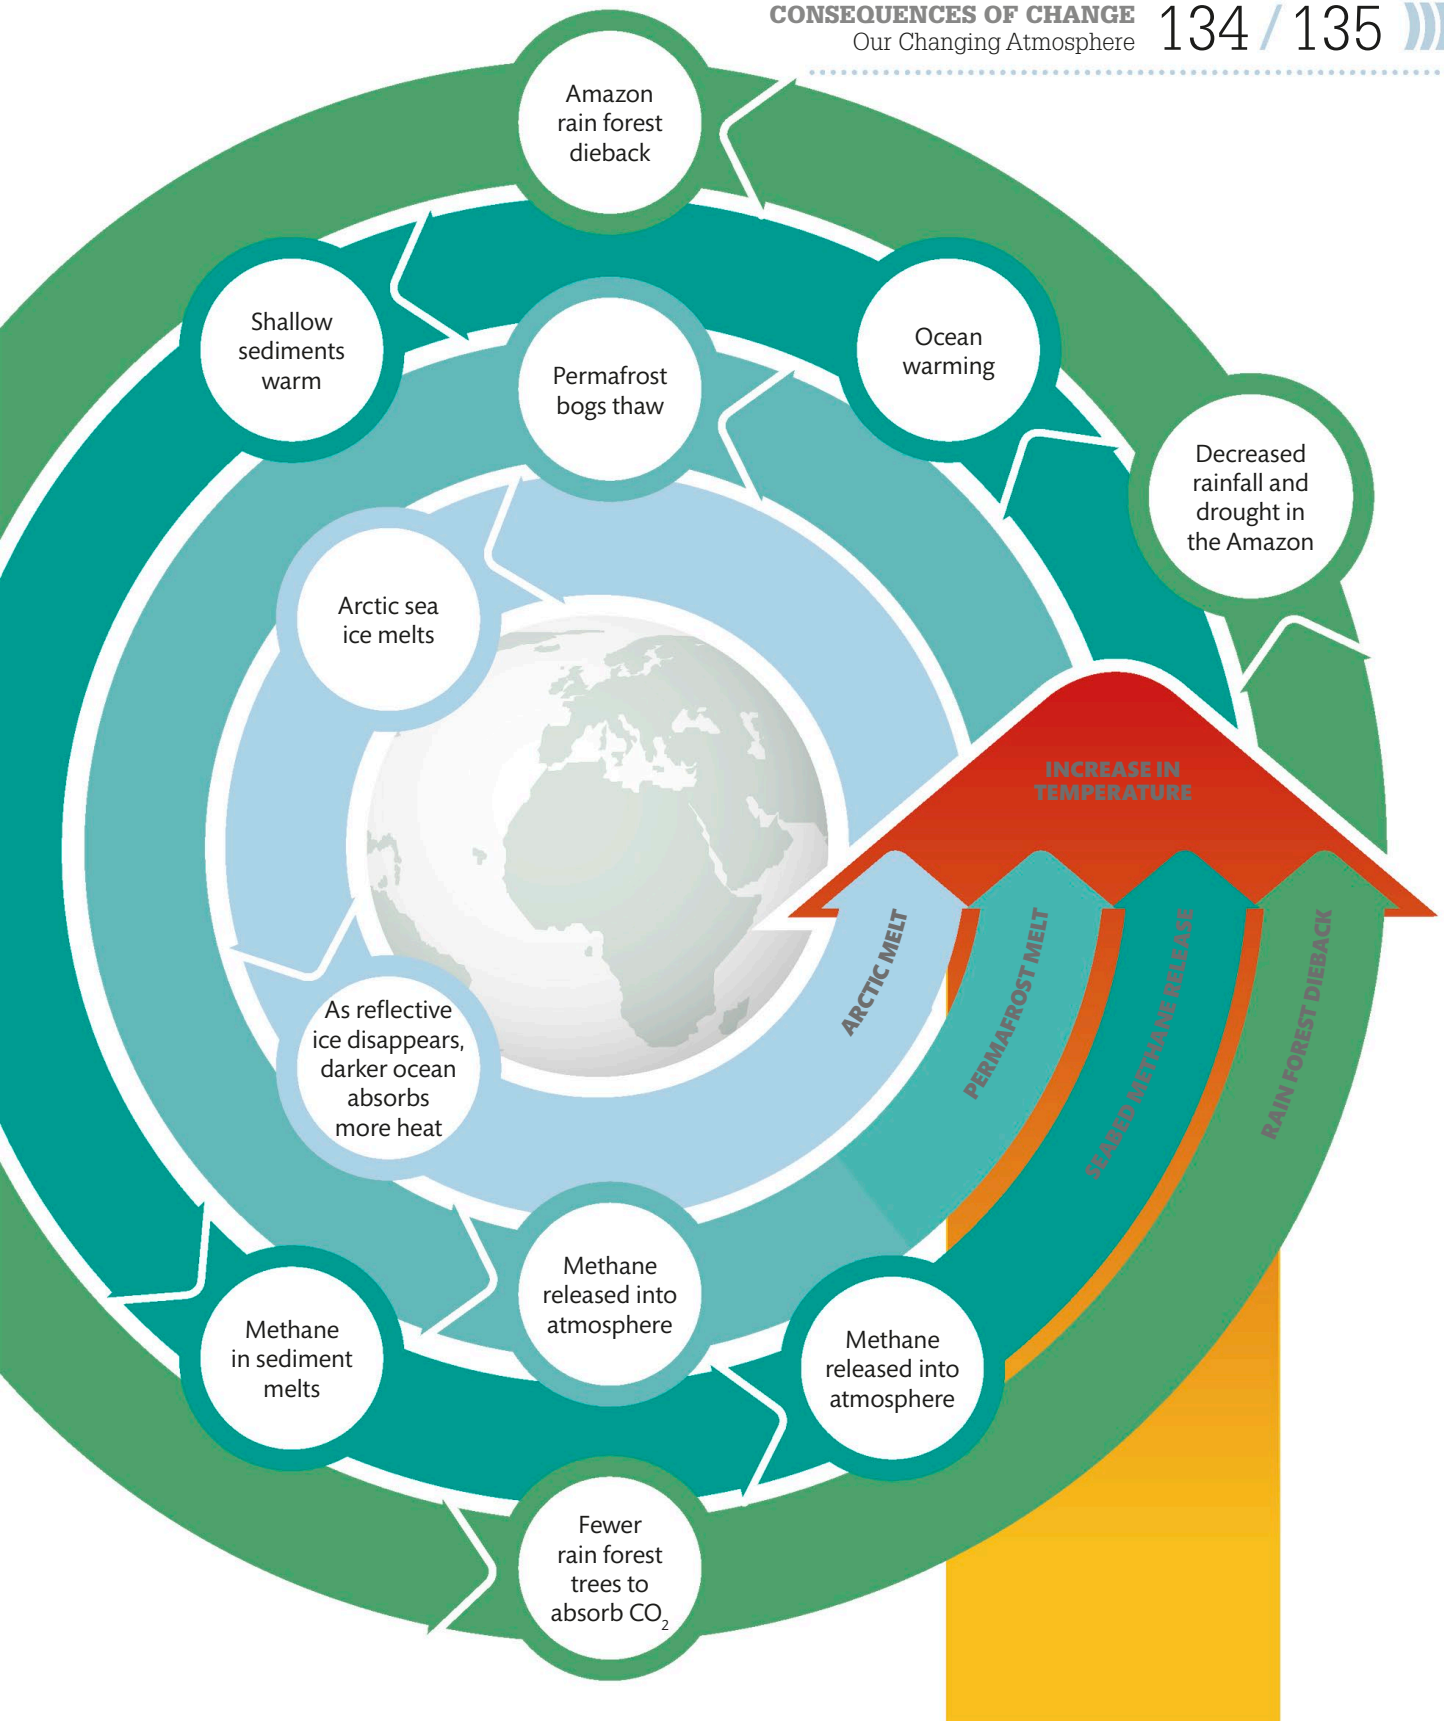 CONSEQUENCES OF CHANGE
Our Changing Atmosphere
134 / 135
Amazon
rain forest
dieback
Shallow
sediments
warm
Ocean
warming
Permafrost
bogs thaw
Decreased
rainfall and
drought in
the Amazon
Arctic sea
ice melts
INCREASE IN
TEMPERATURE
ARCTIC MELT
PERMAFROST MELT
SEABED METHANE RELEASE
RAIN FOREST DIEBACK
As reflective
ice disappears,
darker ocean
absorbs
more heat
Methane
released into
atmosphere
Methane
in sediment
melts
Methane
released into
atmosphere
Fewer
rain forest
trees to
absorb CO₂